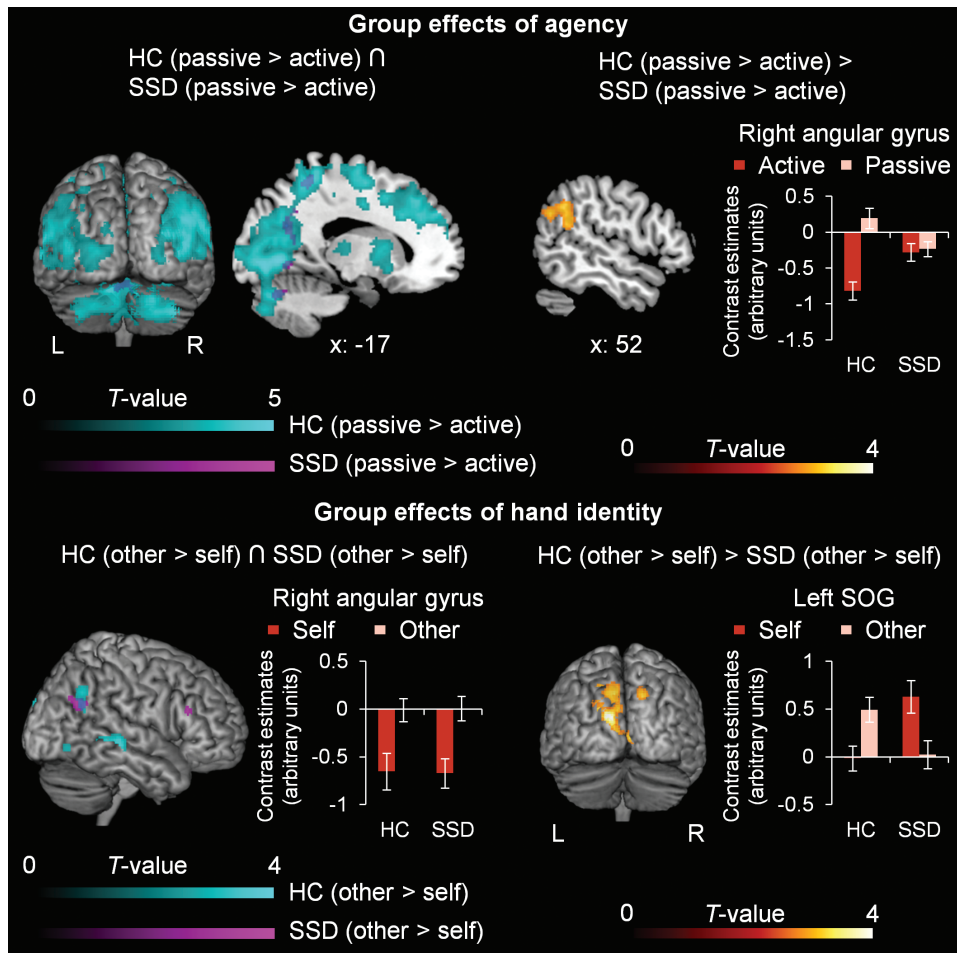 Group effects of agency
HC (passive > active) ∩
SSD (passive > active)
HC (passive > active) >
SSD (passive > active)
Right angular gyrus
Active Passive
Contrast estimates
(arbitrary units)
0.5
0
-0.5
-1
-1.5
HC SSD
L R
x: -17
x: 52
0 T-value 5
HC (passive > active)
SSD (passive > active)
0 T-value 4
Group effects of hand identity
HC (other > self) ∩ SSD (other > self)
Right angular gyrus
Self Other
Contrast estimates
(arbitrary units)
0.5
0
-0.5
-1
HC SSD
0 T-value 4
HC (other > self)
SSD (other > self)
HC (other > self) > SSD (other > self)
Left SOG
Self Other
Contrast estimates
(arbitrary units)
1
0.5
0
-0.5
HC SSD
L R
0 T-value 4